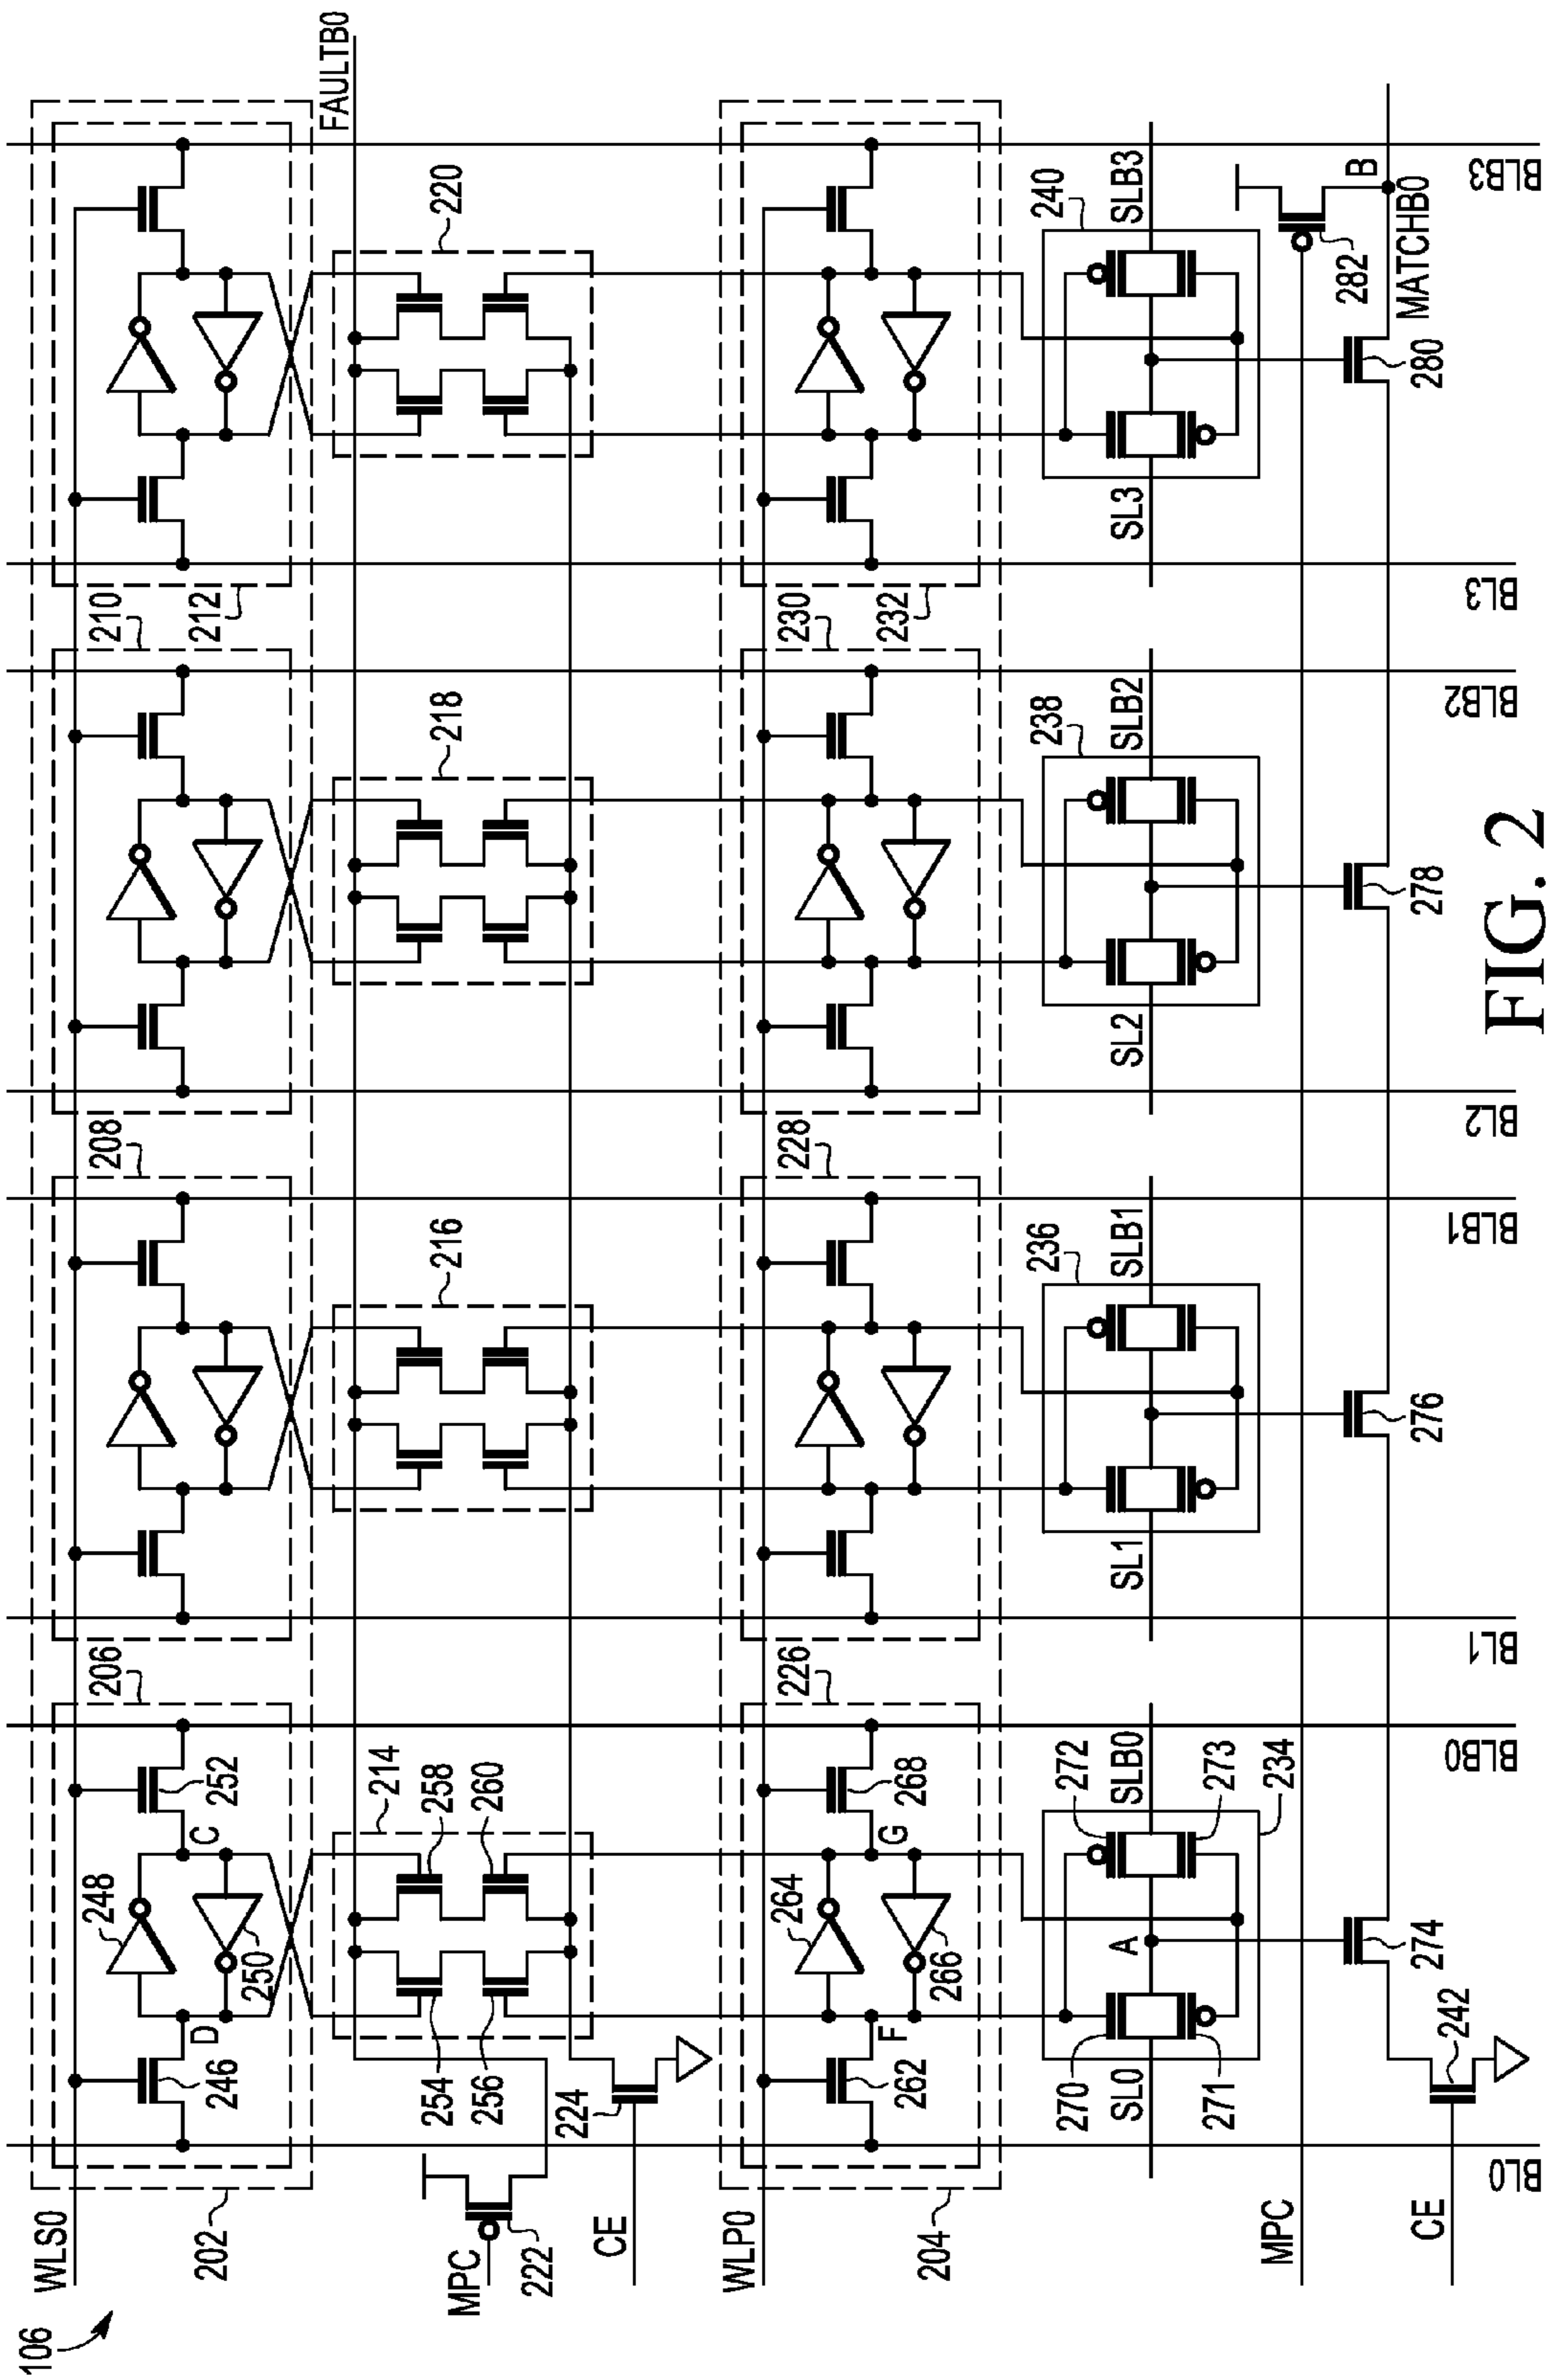 106
WLS0
202
MPC
222
CE
224
WLP0
204
MPC
CE
242
206
246
248
250
252
D
C
208
210
212
FAULTB0
214
254
256
258
260
216
218
220
226
262
264
266
268
F
G
228
230
232
234
270
271
272
273
SL0
SLB0
A
236
SL1
SLB1
238
SL2
SLB2
240
SL3
SLB3
274
276
278
280
282
B
MATCHB0
BL0
BLB0
BL1
BLB1
BL2
BLB2
BL3
BLB3
FIG. 2